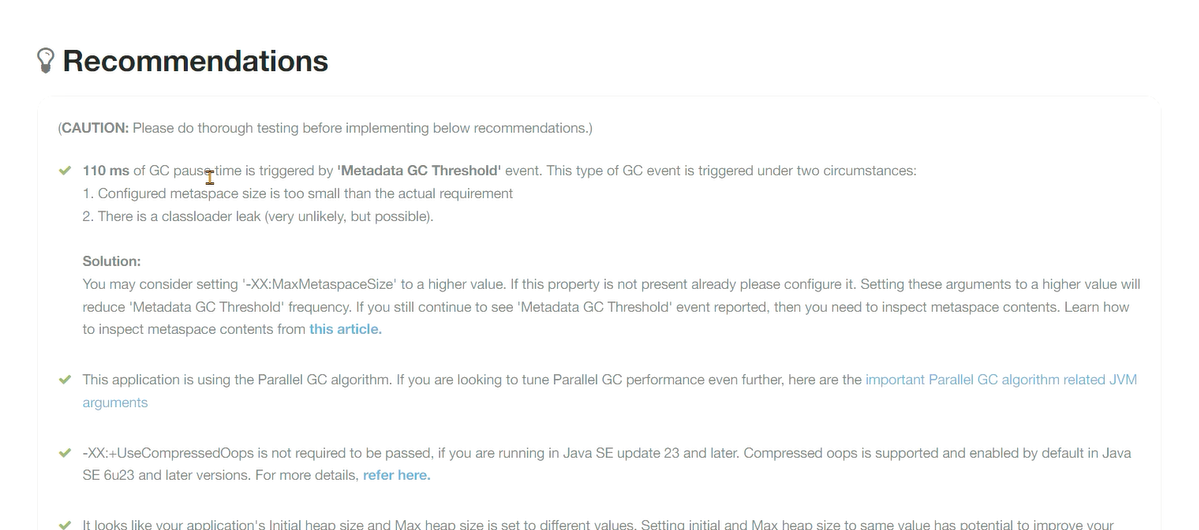 Recommendations
(CAUTION: Please do thorough testing before implementing below recommendations.)
110 ms of GC pause time is triggered by 'Metadata GC Threshold' event. This type of GC event is triggered under two circumstances:
1. Configured metaspace size is too small than the actual requirement
2. There is a classloader leak (very unlikely, but possible).
Solution:
You may consider setting '-XX:MaxMetaspaceSize' to a higher value. If this property is not present already please configure it. Setting these arguments to a higher value will
reduce 'Metadata GC Threshold' frequency. If you still continue to see 'Metadata GC Threshold' event reported, then you need to inspect metaspace contents. Learn how
to inspect metaspace contents from this article.
This application is using the Parallel GC algorithm. If you are looking to tune Parallel GC performance even further, here are the important Parallel GC algorithm related JVM
arguments
-XX:+UseCompressedOops is not required to be passed, if you are running in Java SE update 23 and later. Compressed oops is supported and enabled by default in Java
SE 6u23 and later versions. For more details, refer here.
It looks like your application's Initial heap size and Max heap size is set to different values. Setting initial and Max heap size to same value has potential to improve your